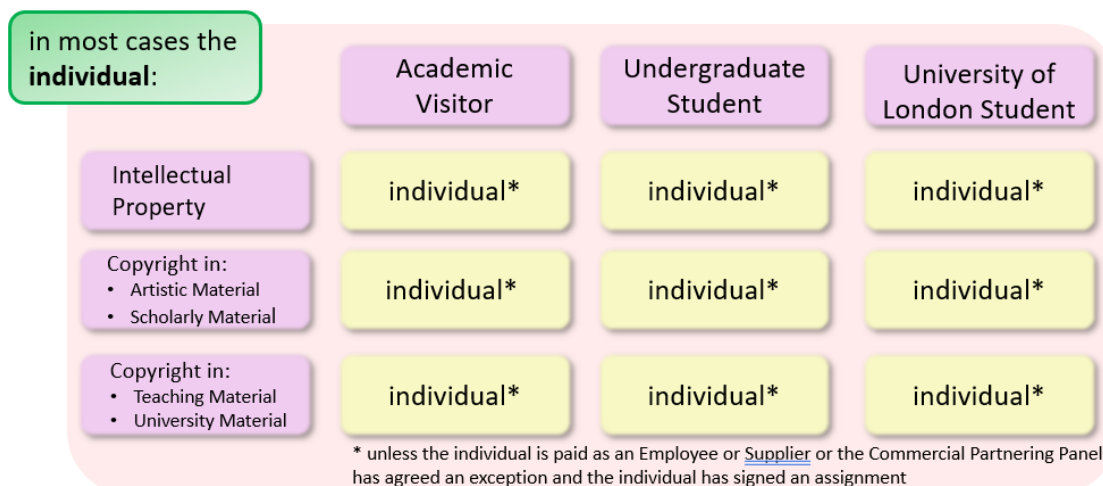 in most cases the
individual:
Academic
Visitor
Undergraduate
Student
University of
London Student
Intellectual
Property
individual*
individual*
individual*
Copyright in:
• Artistic Material
• Scholarly Material
individual*
individual*
individual*
Copyright in:
• Teaching Material
• University Material
individual*
individual*
individual*
* unless the individual is paid as an Employee or Supplier or the Commercial Partnering Panel
has agreed an exception and the individual has signed an assignment